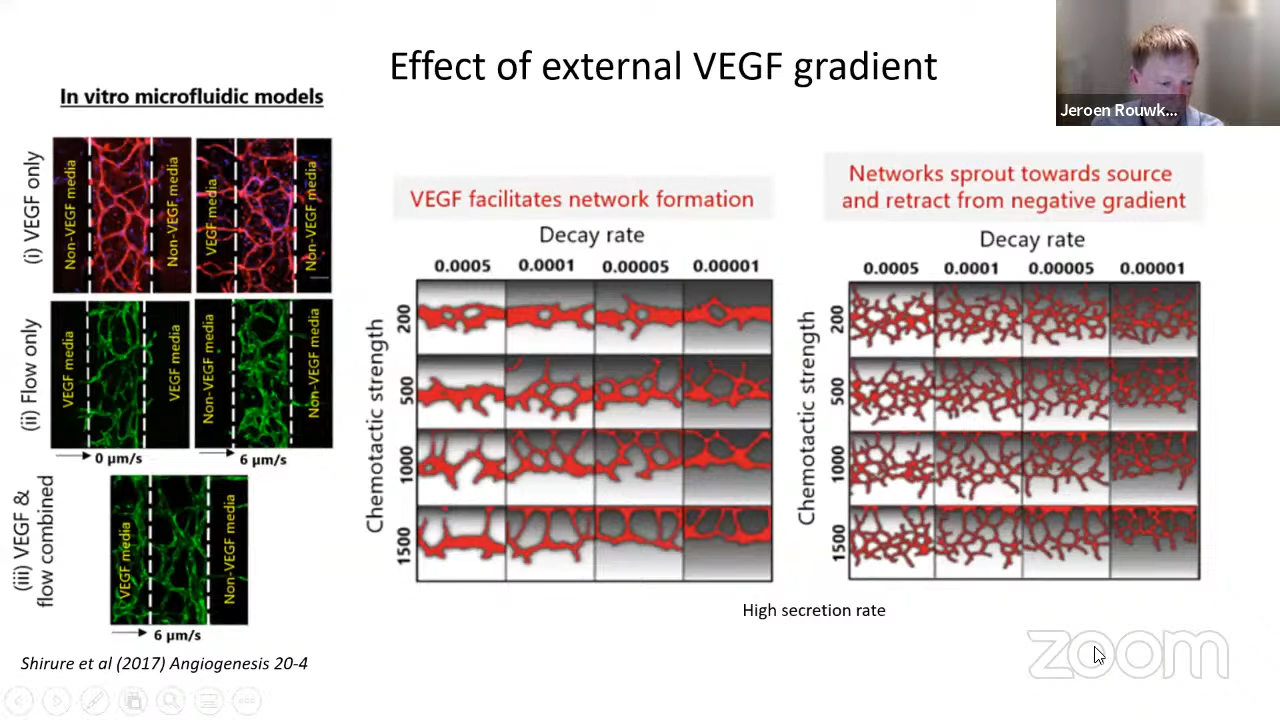 Effect of external VEGF gradient
Jeroen Rouwk...
In vitro microfluidic models
(i) VEGF only
Non-VEGF media
Non-VEGF media
VEGF media
Non-VEGF media
(ii) Flow only
VEGF media
VEGF media
Non-VEGF media
Non-VEGF media
0 µm/s
6 µm/s
(iii) VEGF &
flow combined
VEGF media
Non-VEGF media
6 µm/s
Shirure et al (2017) Angiogenesis 20-4
VEGF facilitates network formation
Decay rate
0.0005 0.0001 0.00005 0.00001
Chemotactic strength
200
500
1000
1500
Networks sprout towards source
and retract from negative gradient
Decay rate
0.0005 0.0001 0.00005 0.00001
Chemotactic strength
200
500
1000
1500
High secretion rate
zoom